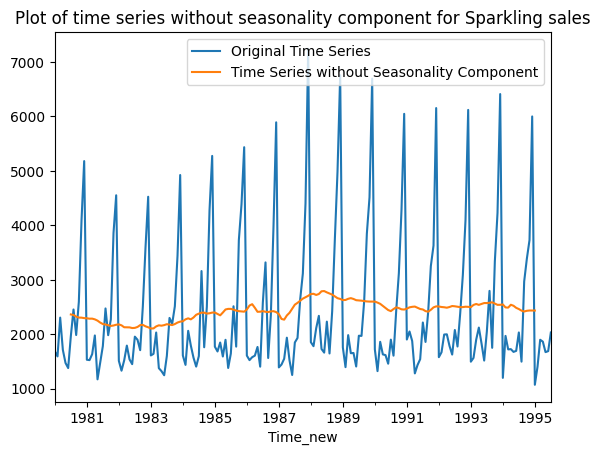 Plot of time series without seasonality component for Sparkling sales
Original Time Series
Time Series without Seasonality Component
7000
6000
5000
4000
3000
2000
1000
1981 1983 1985 1987 1989 1991 1993 1995
Time_new